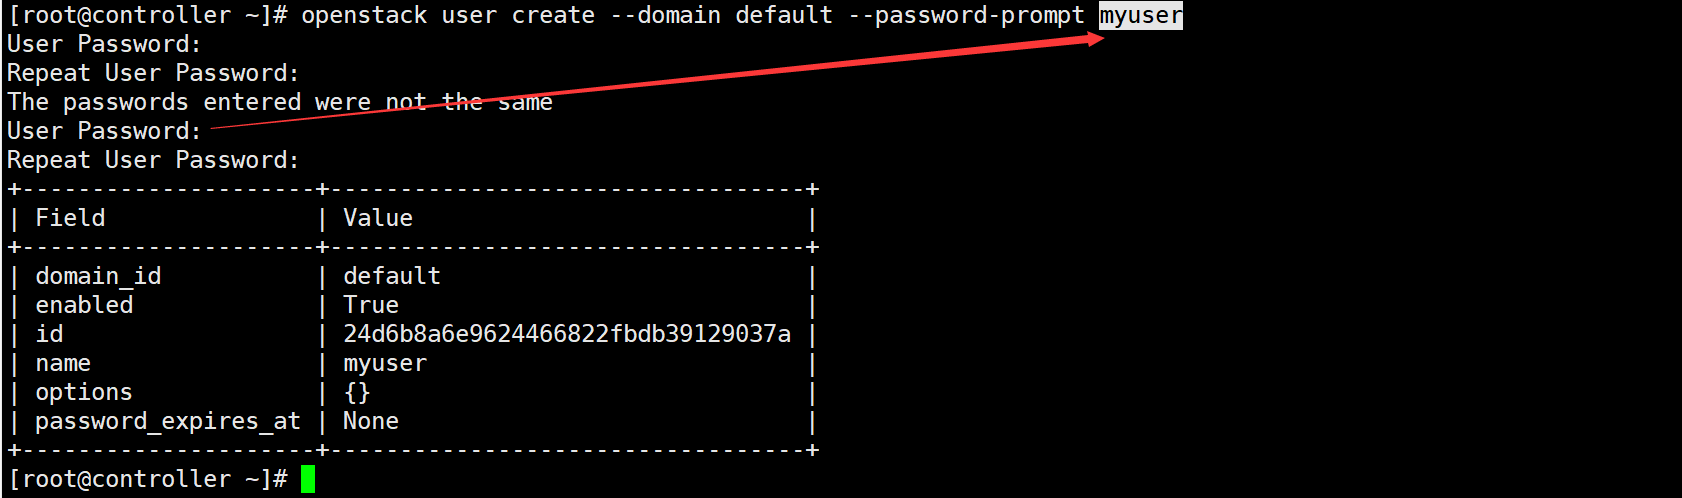 [root@controller ~]# openstack user create --domain default --password-prompt myuser
User Password:
Repeat User Password:
The passwords entered were not the same
User Password:
Repeat User Password:
+---------------------+----------------------------------+
| Field               | Value                            |
+---------------------+----------------------------------+
| domain_id           | default                          |
| enabled             | True                             |
| id                  | 24d6b8a6e9624466822fbdb39129037a |
| name                | myuser                           |
| options             | {}                               |
| password_expires_at | None                             |
+---------------------+----------------------------------+
[root@controller ~]#